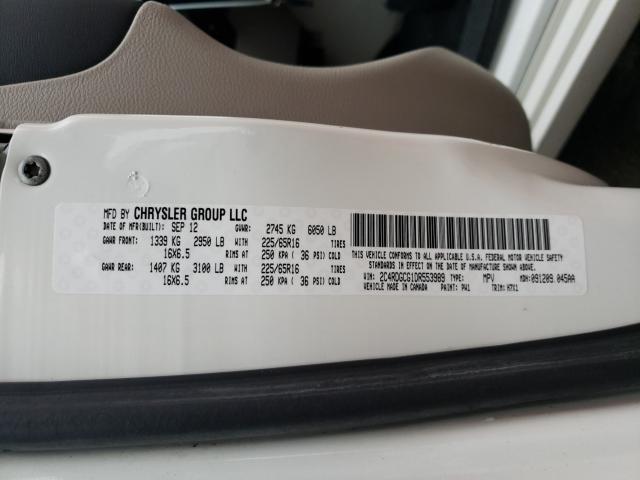 MFD BY CHRYSLER GROUP LLC
DATE OF MFR(BUILT): SEP 12 GVWR: 2745 KG 6050 LB
GAWR FRONT: 1339 KG 2950 LB WITH 225/65R16 TIRES
16X6.5 RIMS AT 250 KPA ( 36 PSI) COLD
GAWR REAR: 1407 KG 3100 LB WITH 225/65R16 TIRES
16X6.5 RIMS AT 250 KPA ( 36 PSI) COLD
THIS VEHICLE CONFORMS TO ALL APPLICABLE U.S.A. FEDERAL MOTOR VEHICLE SAFETY
STANDARDS IN EFFECT ON THE DATE OF MANUFACTURE SHOWN ABOVE.
VIN: 2C4RDGCG1DR553989 TYPE: MPV MDH: 091209 045AA
VEHICLE MADE IN CANADA PAINT: PW1 TRIM: H7X1